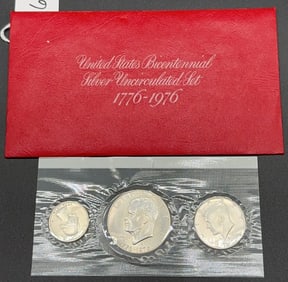 United States Bicentennial
Silver Uncirculated Set
1776-1976